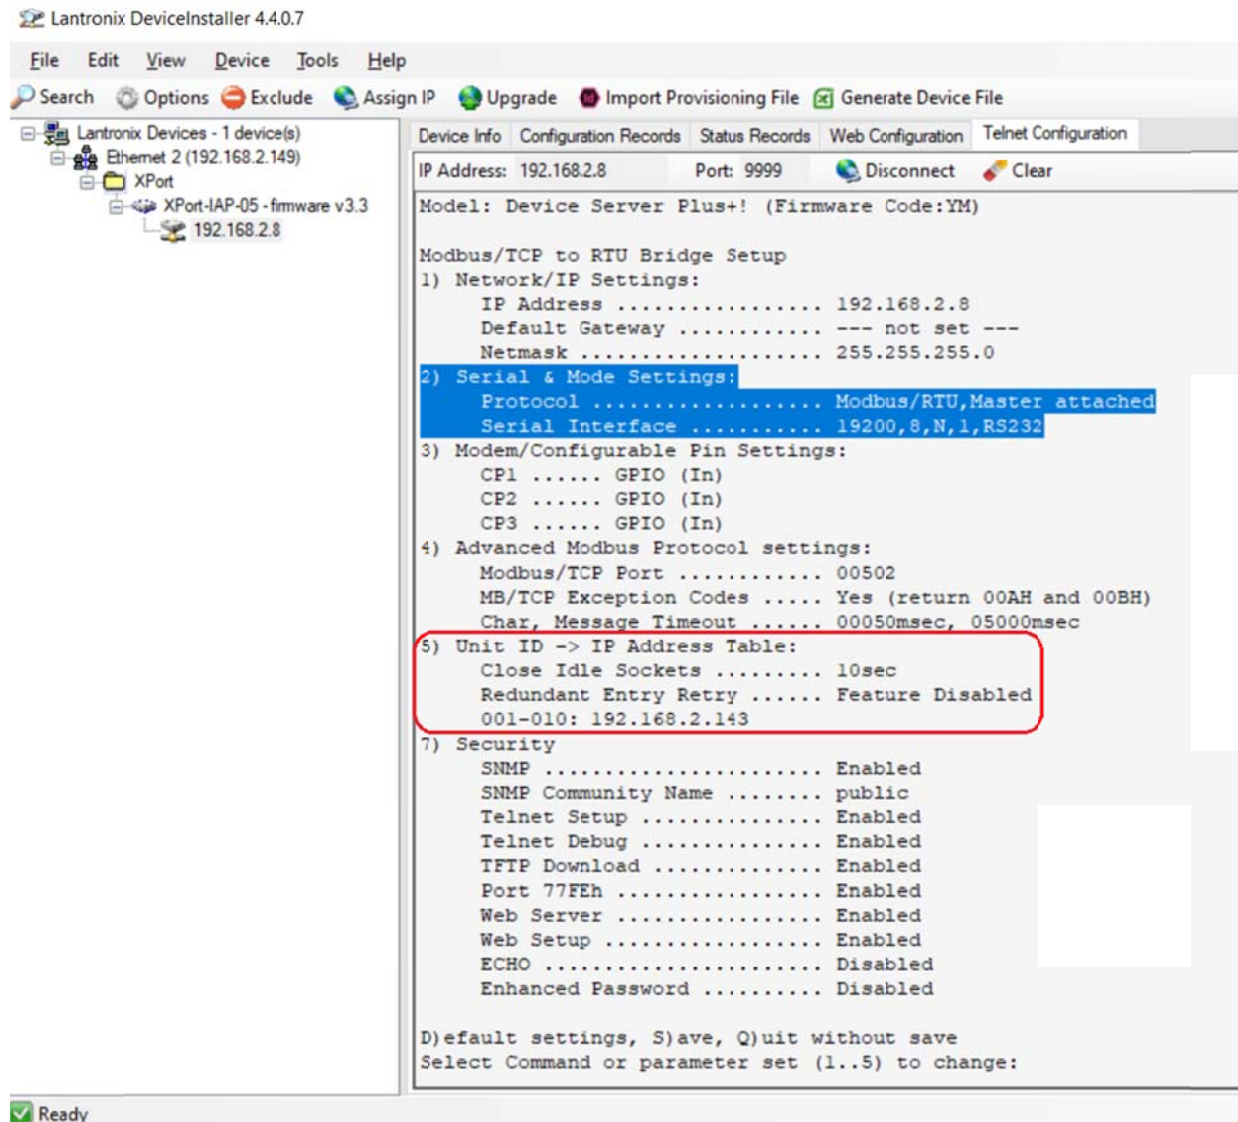 Lantronix DeviceInstaller 4.4.0.7
File Edit View Device Tools Help
Search Options Exclude Assign IP Upgrade Import Provisioning File Generate Device File
Lantronix Devices - 1 device(s)
Ethernet 2 (192.168.2.149)
XPort
XPort-IAP-05 - firmware v3.3
192.168.2.8
Device Info Configuration Records Status Records Web Configuration Telnet Configuration
IP Address: 192.168.2.8 Port: 9999 Disconnect Clear
Model: Device Server Plus+! (Firmware Code:YM)
Modbus/TCP to RTU Bridge Setup
1) Network/IP Settings:
IP Address ................. 192.168.2.8
Default Gateway ............ --- not set ---
Netmask .................... 255.255.255.0
2) Serial & Mode Settings:
Protocol ................... Modbus/RTU,Master attached
Serial Interface ........... 19200,8,N,1,RS232
3) Modem/Configurable Pin Settings:
CP1 ...... GPIO (In)
CP2 ...... GPIO (In)
CP3 ...... GPIO (In)
4) Advanced Modbus Protocol settings:
Modbus/TCP Port ............ 00502
MB/TCP Exception Codes ..... Yes (return 00AH and 00BH)
Char, Message Timeout ...... 00050msec, 05000msec
5) Unit ID -> IP Address Table:
Close Idle Sockets ......... 10sec
Redundant Entry Retry ...... Feature Disabled
001-010: 192.168.2.143
7) Security
SNMP ....................... Enabled
SNMP Community Name ........ public
Telnet Setup ............... Enabled
Telnet Debug ............... Enabled
TFTP Download .............. Enabled
Port 77FEh ................. Enabled
Web Server ................. Enabled
Web Setup .................. Enabled
ECHO ....................... Disabled
Enhanced Password .......... Disabled
D)efault settings, S)ave, Q)uit without save
Select Command or parameter set (1..5) to change:
Ready